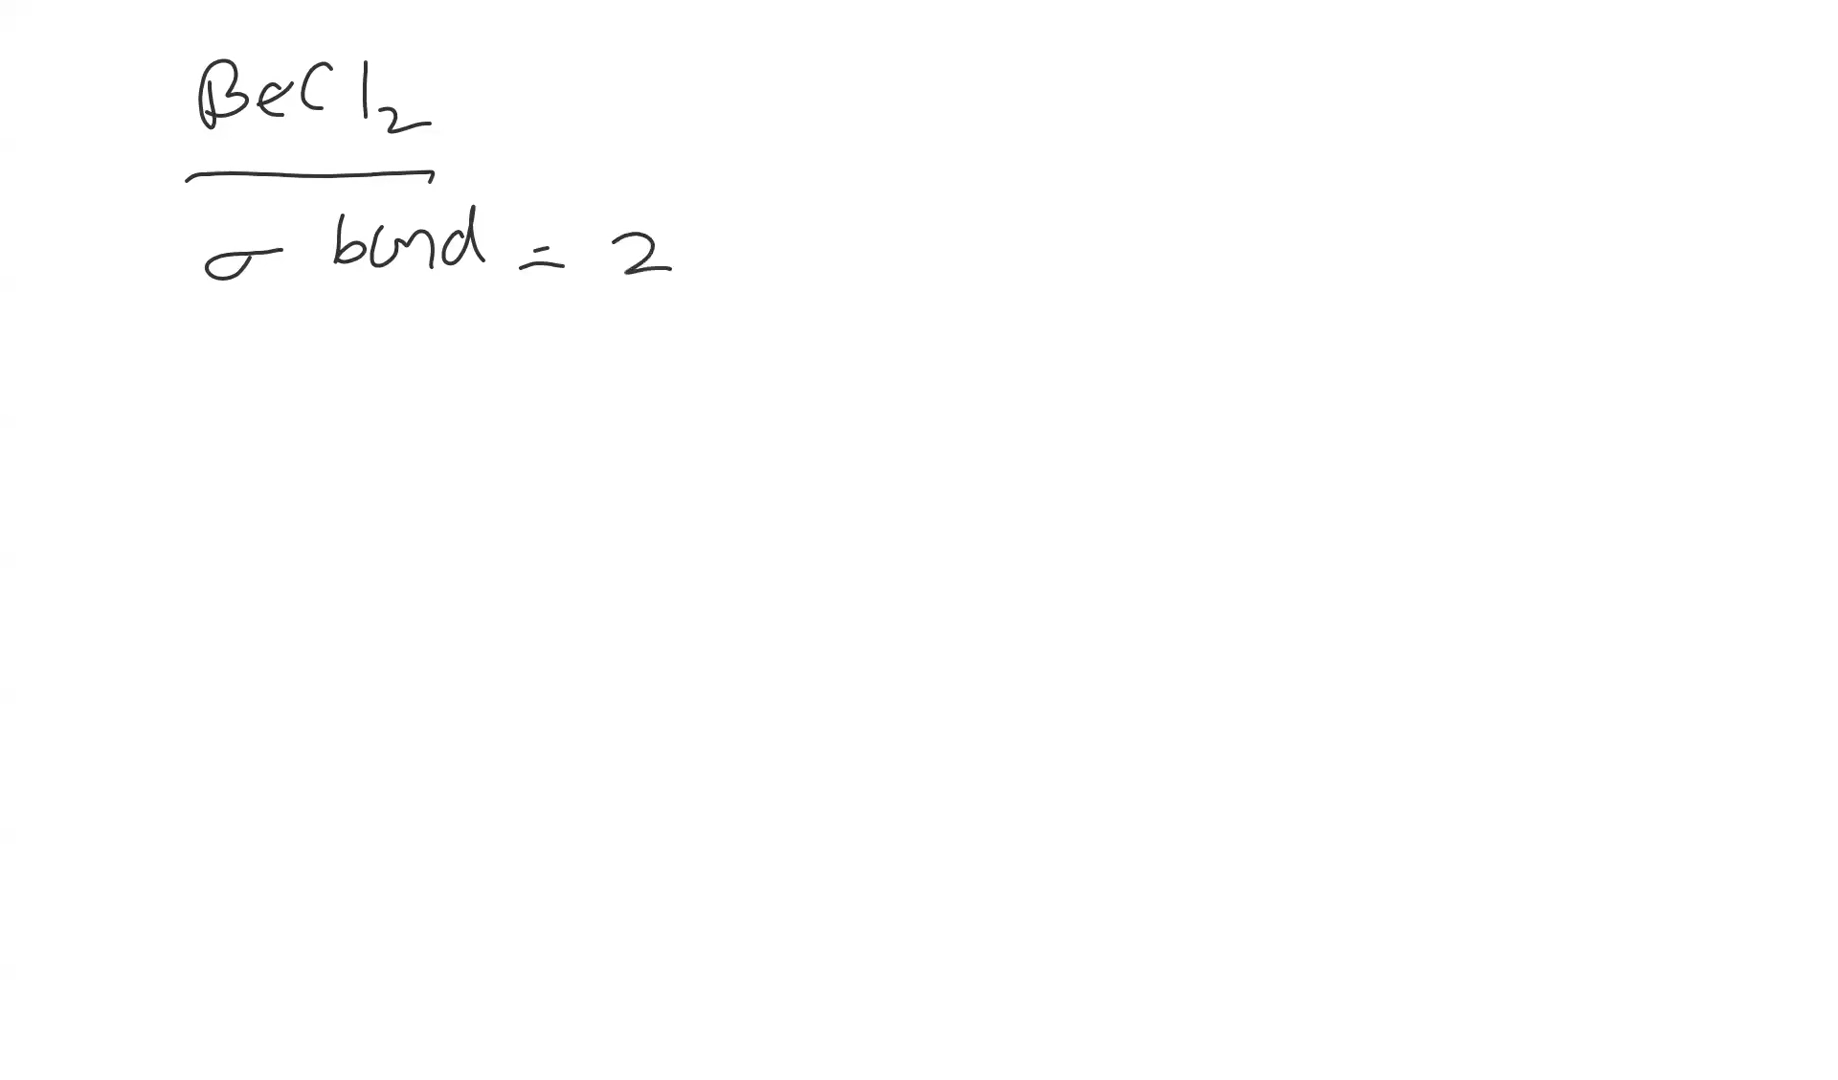 BeCl₂
σ bond = 2